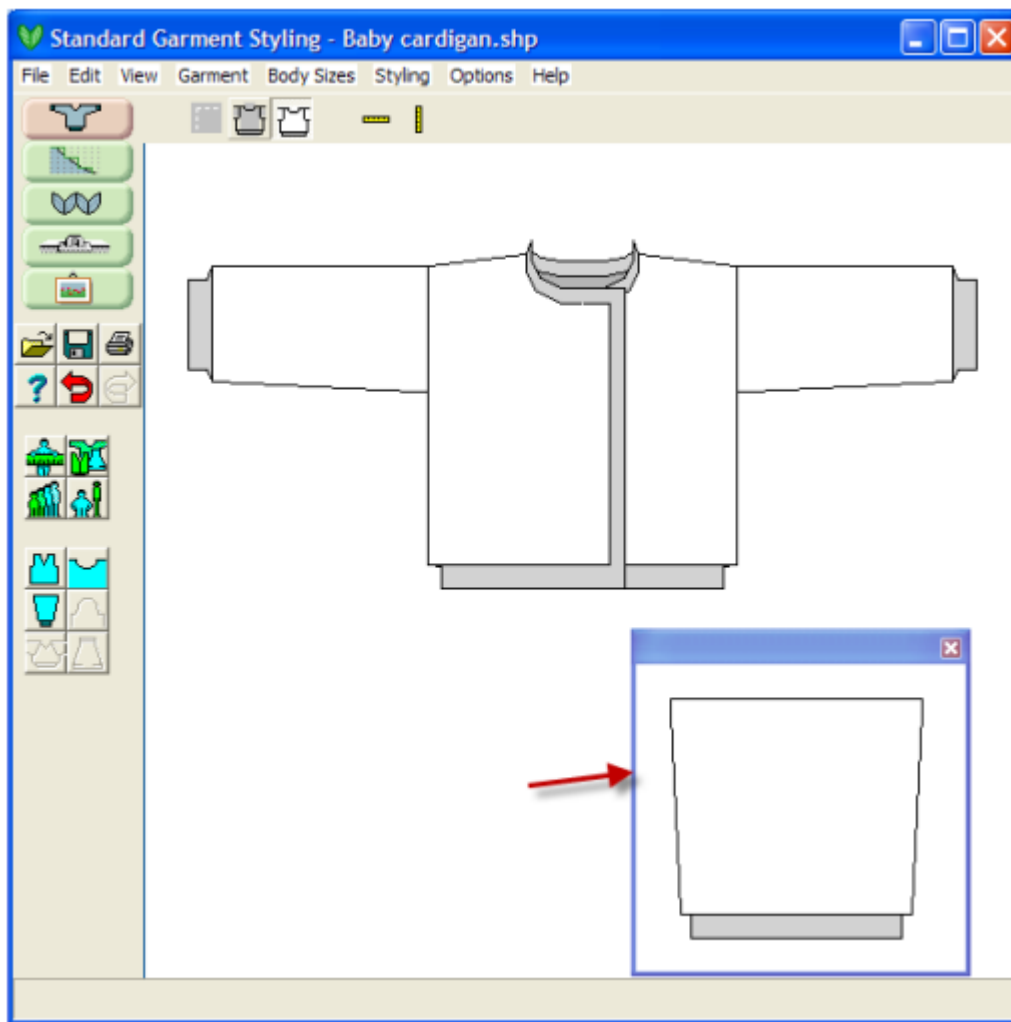 Standard Garment Styling - Baby cardigan.shp
File Edit View Garment Body Sizes Styling Options Help
?